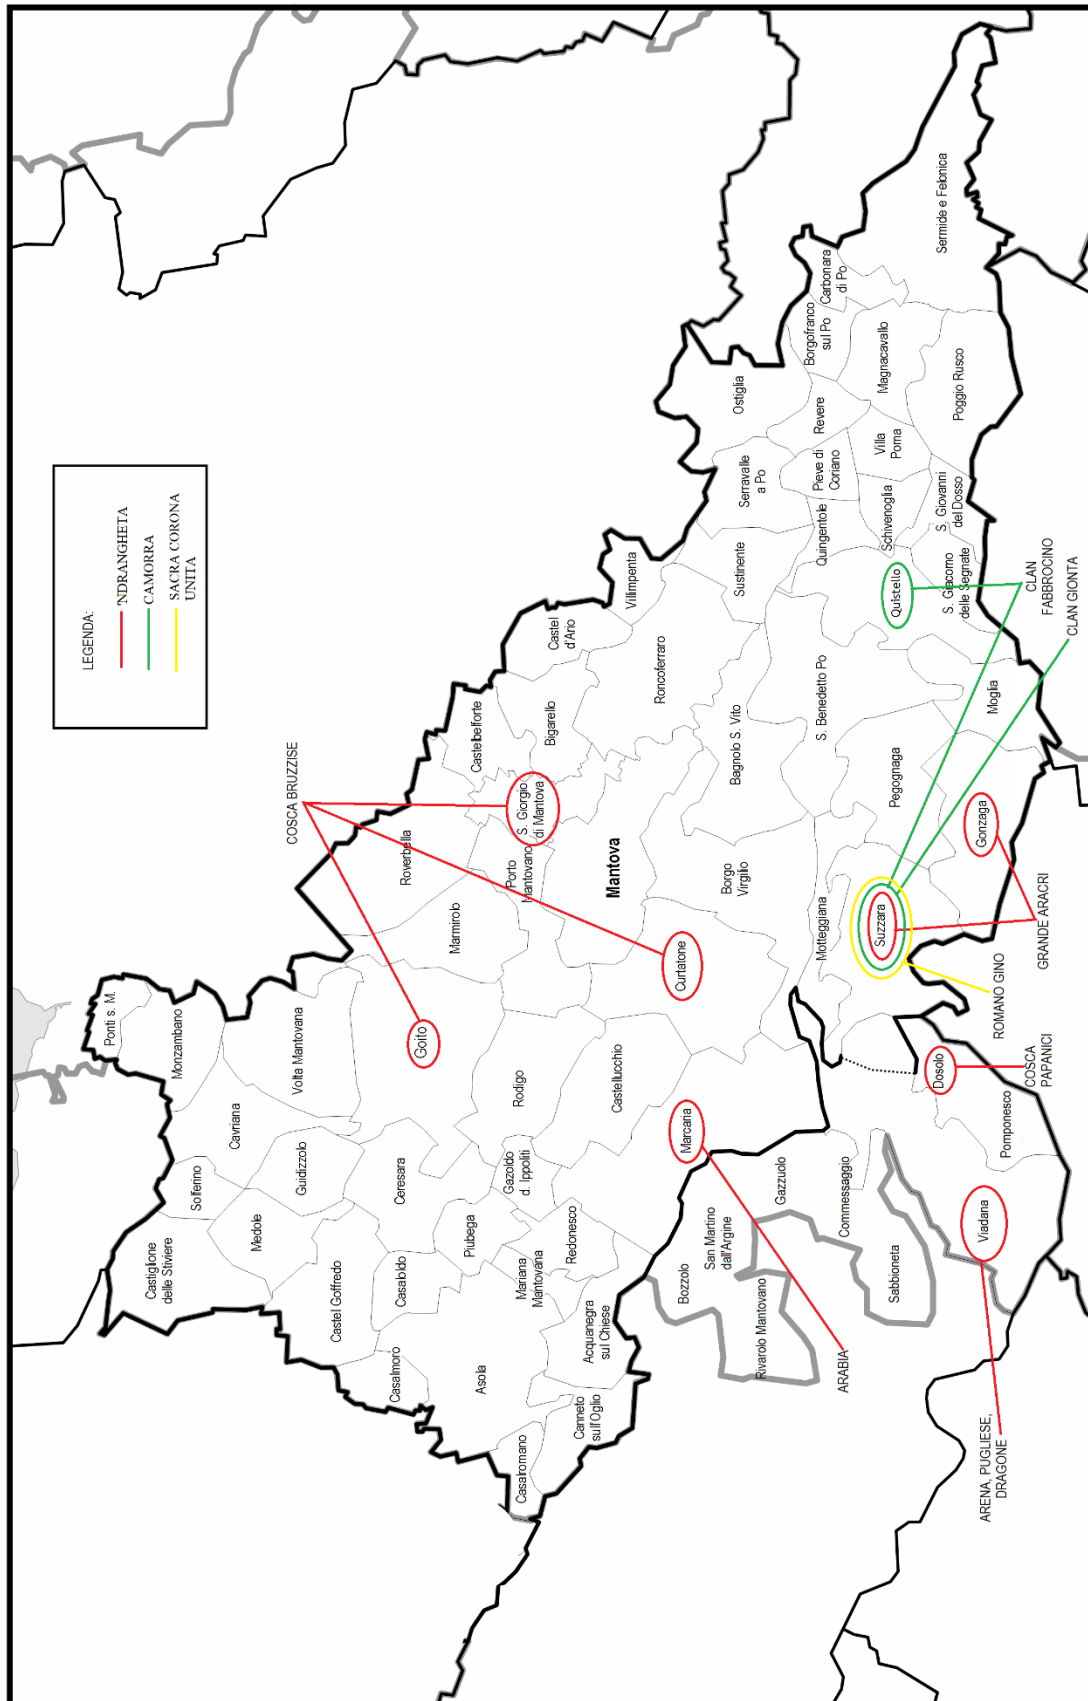 LEGENDA:
'NDRANGHETA
CAMORRA
SACRA CORONA
UNITA
COSCA BRUZZISE
Ponti s. M.
Monzambano
Castiglione
delle Stiviere
Solferino
Cavriana
Volta Mantovana
Medole
Guidizzolo
Castel Goffredo
Ceresara
Goito
Marmirolo
Roverbella
Casalmoro
Casaloldo
Piubega
Gazoldo
d. Ippoliti
Rodigo
Porto
Mantovano
S. Giorgio
di Mantova
Castelbelforte
Bigarello
Castel
d'Ario
Villimpenta
Asola
Mariana
Mantovana
Redonesco
Casalromano
Canneto
sull'Oglio
Acquanegra
sul Chiese
Castellucchio
Mantova
Roncoferraro
Curtatone
Marcaria
Bozzolo
San Martino
dall'Argine
Rivarolo Mantovano
Gazzuolo
Commessaggio
Sabbioneta
Borgo
Virgilio
Bagnolo S. Vito
Sustinente
Serravalle
a Po
Ostiglia
Motteggiana
S. Benedetto Po
Quingentole
Pieve di
Coriano
Revere
Borgofranco
sul Po
Carbonara
di Po
Sermide e Felonica
Suzzara
Pegognaga
Quistello
Schivenoglia
Villa
Poma
Magnacavallo
Poggio Rusco
S. Giovanni
del Dosso
S. Giacomo
delle Segnate
Moglia
Gonzaga
Dosolo
Pomponesco
Viadana
ARABIA
ARENA, PUGLIESE,
DRAGONE
COSCA
PAPANICI
ROMANO GINO
GRANDE ARACRI
CLAN
FABBROCINO
CLAN GIONTA